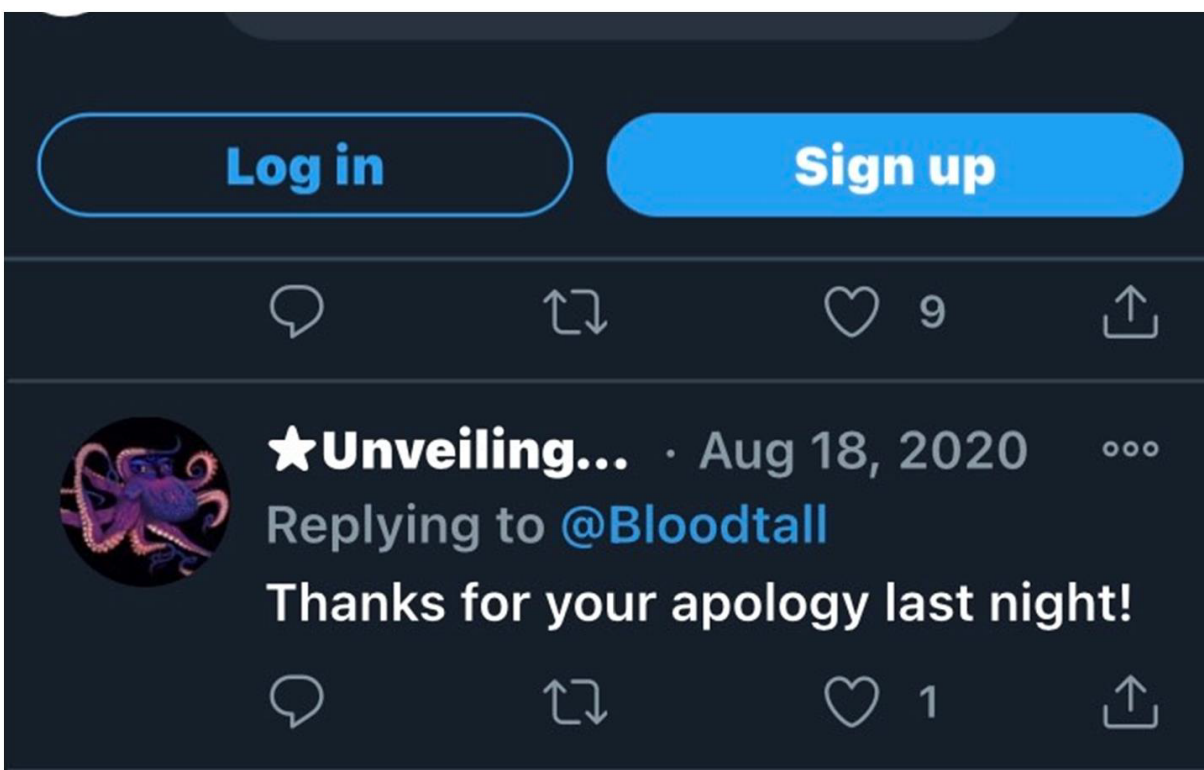 Log in Sign up
9
★Unveiling... · Aug 18, 2020
Replying to @Bloodtall
Thanks for your apology last night!
1